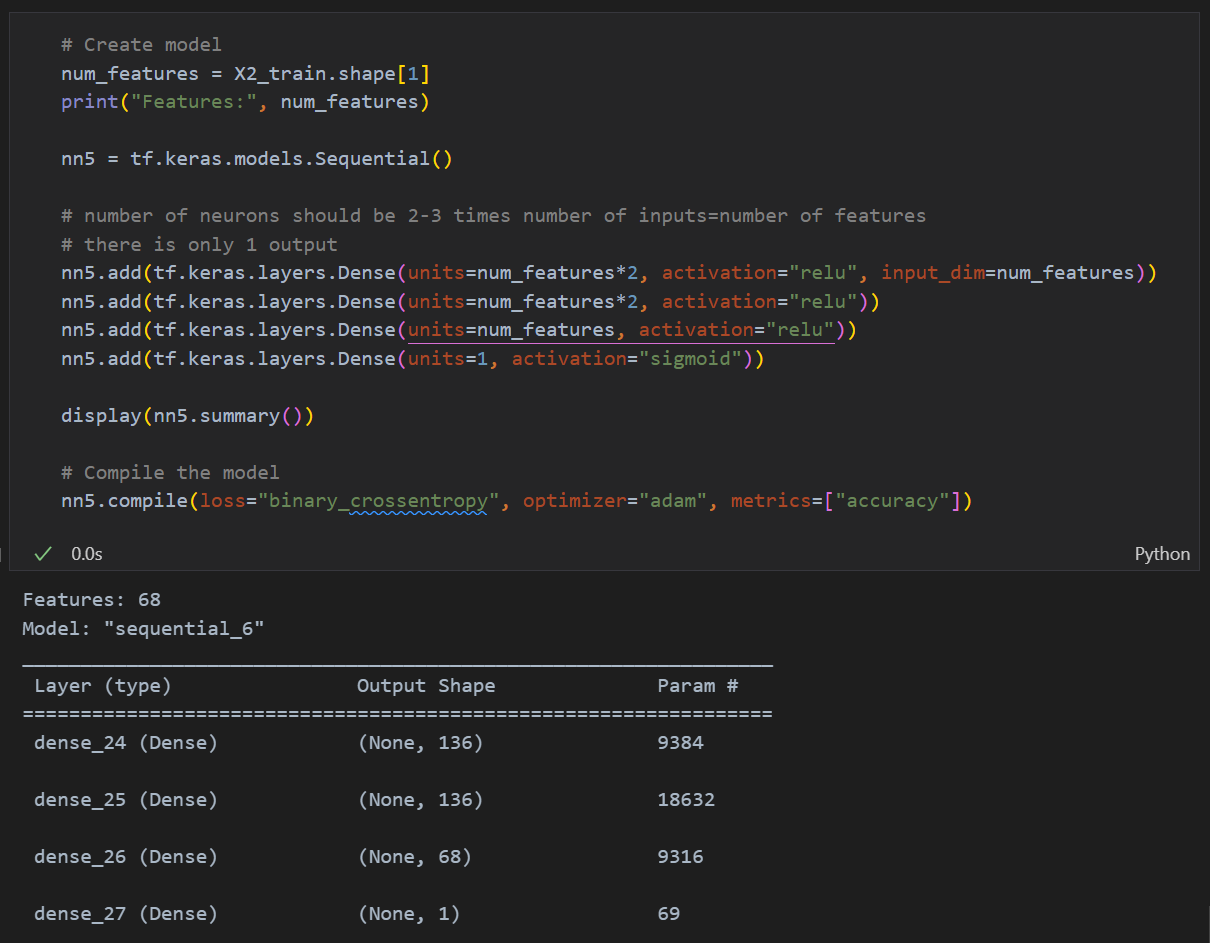 # Create model
num_features = X2_train.shape[1]
print("Features:", num_features)
nn5 = tf.keras.models.Sequential()
# number of neurons should be 2-3 times number of inputs=number of features
# there is only 1 output
nn5.add(tf.keras.layers.Dense(units=num_features*2, activation="relu", input_dim=num_features))
nn5.add(tf.keras.layers.Dense(units=num_features*2, activation="relu"))
nn5.add(tf.keras.layers.Dense(units=num_features, activation="relu"))
nn5.add(tf.keras.layers.Dense(units=1, activation="sigmoid"))
display(nn5.summary())
# Compile the model
nn5.compile(loss="binary_crossentropy", optimizer="adam", metrics=["accuracy"])
0.0s Python
Features: 68
Model: "sequential_6"
_________________________________________________________________
Layer (type) Output Shape Param #
=================================================================
dense_24 (Dense) (None, 136) 9384
dense_25 (Dense) (None, 136) 18632
dense_26 (Dense) (None, 68) 9316
dense_27 (Dense) (None, 1) 69